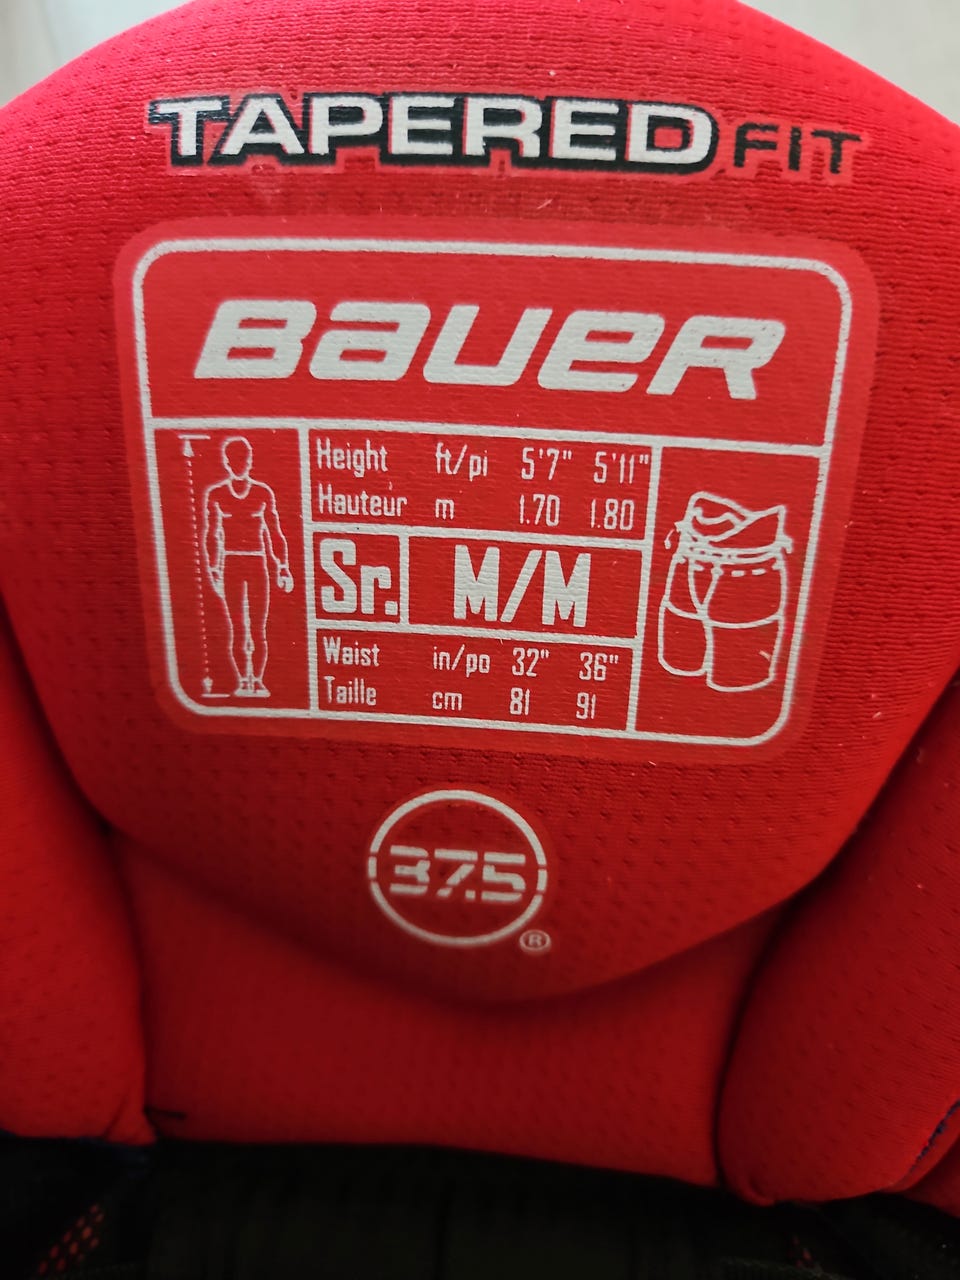 TAPERED FIT
BAUER
Height ft/pi 5'7" 5'11"
Hauteur m 1.70 1.80
Sr. M/M
Waist in/po 32" 36"
Taille cm 81 91
37.5
®